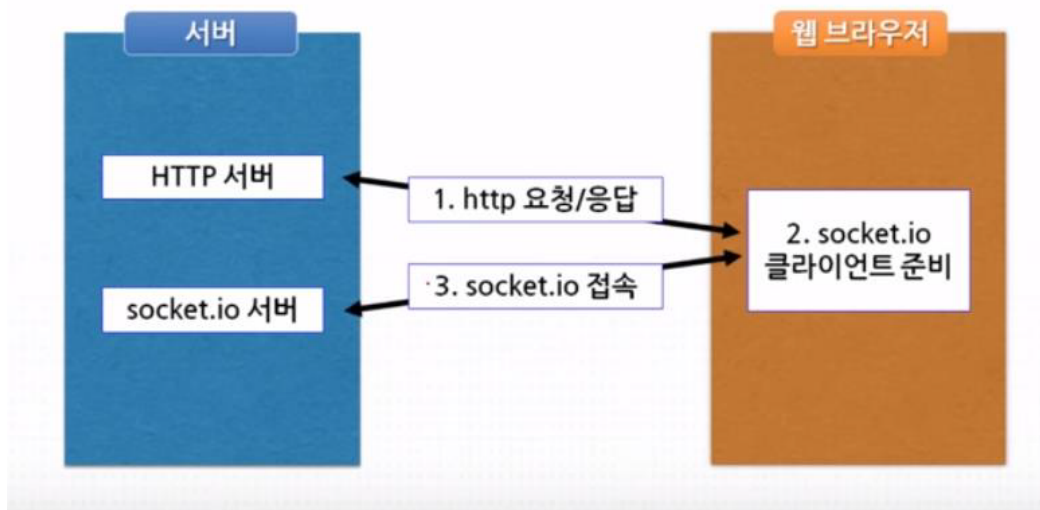 서버
웹 브라우저
HTTP 서버
1. http 요청/응답
2. socket.io
클라이언트 준비
3. socket.io 접속
socket.io 서버